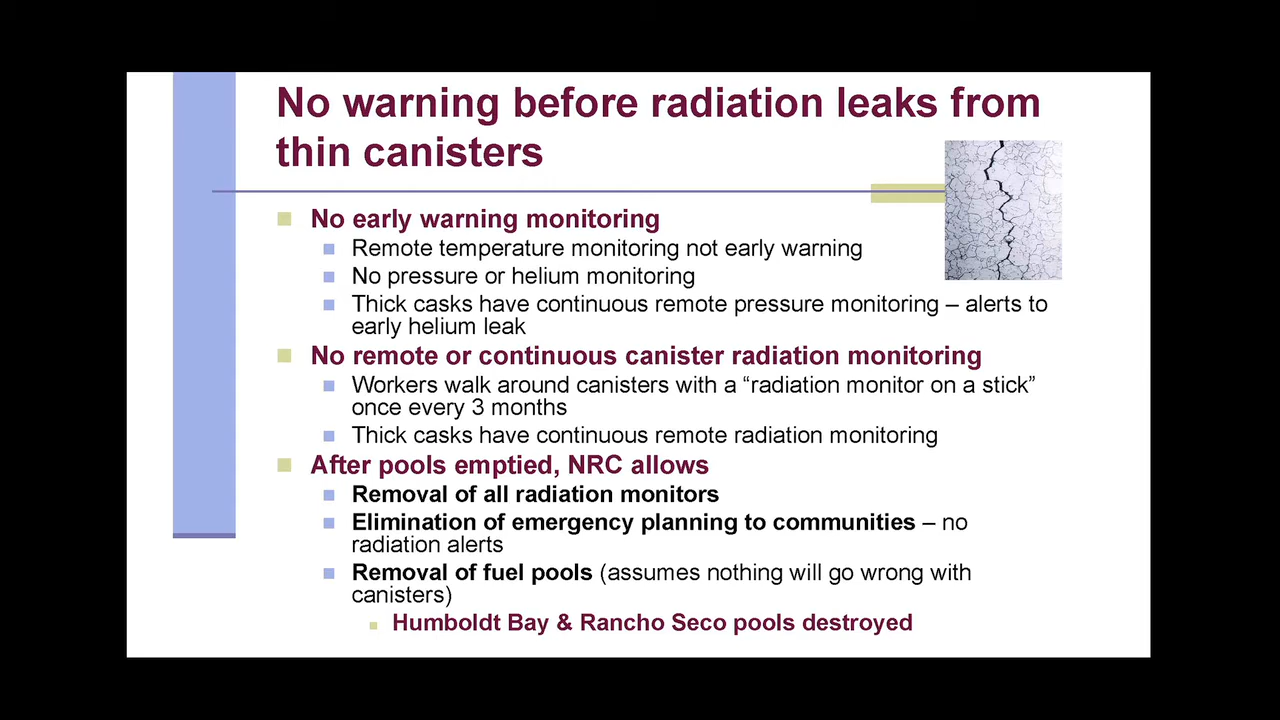 No warning before radiation leaks from
thin canisters
No early warning monitoring
Remote temperature monitoring not early warning
No pressure or helium monitoring
Thick casks have continuous remote pressure monitoring – alerts to
early helium leak
No remote or continuous canister radiation monitoring
Workers walk around canisters with a “radiation monitor on a stick”
once every 3 months
Thick casks have continuous remote radiation monitoring
After pools emptied, NRC allows
Removal of all radiation monitors
Elimination of emergency planning to communities – no
radiation alerts
Removal of fuel pools (assumes nothing will go wrong with
canisters)
Humboldt Bay & Rancho Seco pools destroyed